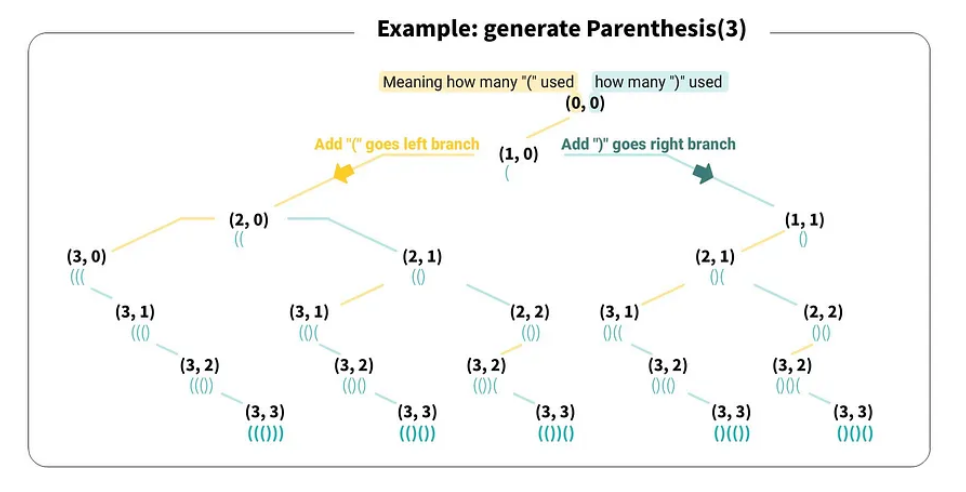 Example: generate Parenthesis(3)
Meaning how many "(" used how many ")" used
(0, 0)
Add "(" goes left branch
(1, 0)
Add ")" goes right branch
(
(2, 0) (1, 1)
(( ()
(3, 0) (2, 1) (2, 1)
((( (() ()(
(3, 1) (3, 1) (2, 2) (3, 1) (2, 2)
((() (()( (()) ()(( ()()
(3, 2) (3, 2) (3, 2) (3, 2) (3, 2)
((()) (()() (())( ()(() ()()(
(3, 3) (3, 3) (3, 3) (3, 3) (3, 3)
((())) (()()) (())() ()(()) ()()()